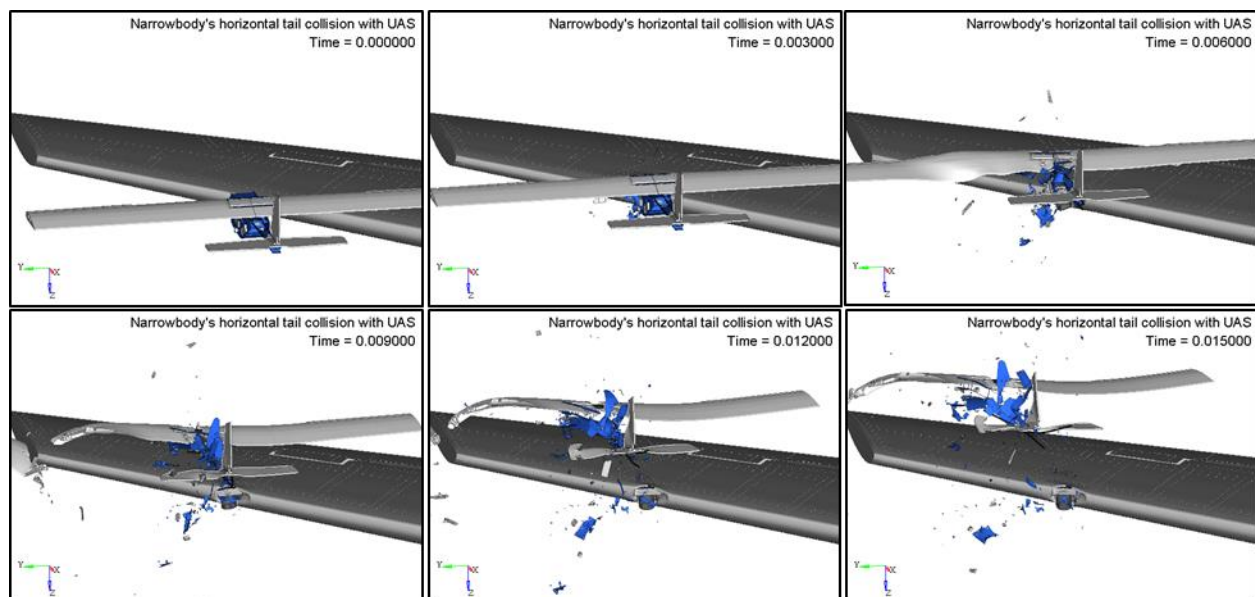 Narrowbody's horizontal tail collision with UAS
Time = 0.000000
Y
X
Z
Narrowbody's horizontal tail collision with UAS
Time = 0.003000
Y
X
Z
Narrowbody's horizontal tail collision with UAS
Time = 0.006000
Y
X
Z
Narrowbody's horizontal tail collision with UAS
Time = 0.009000
Y
X
Z
Narrowbody's horizontal tail collision with UAS
Time = 0.012000
Y
X
Z
Narrowbody's horizontal tail collision with UAS
Time = 0.015000
Y
X
Z